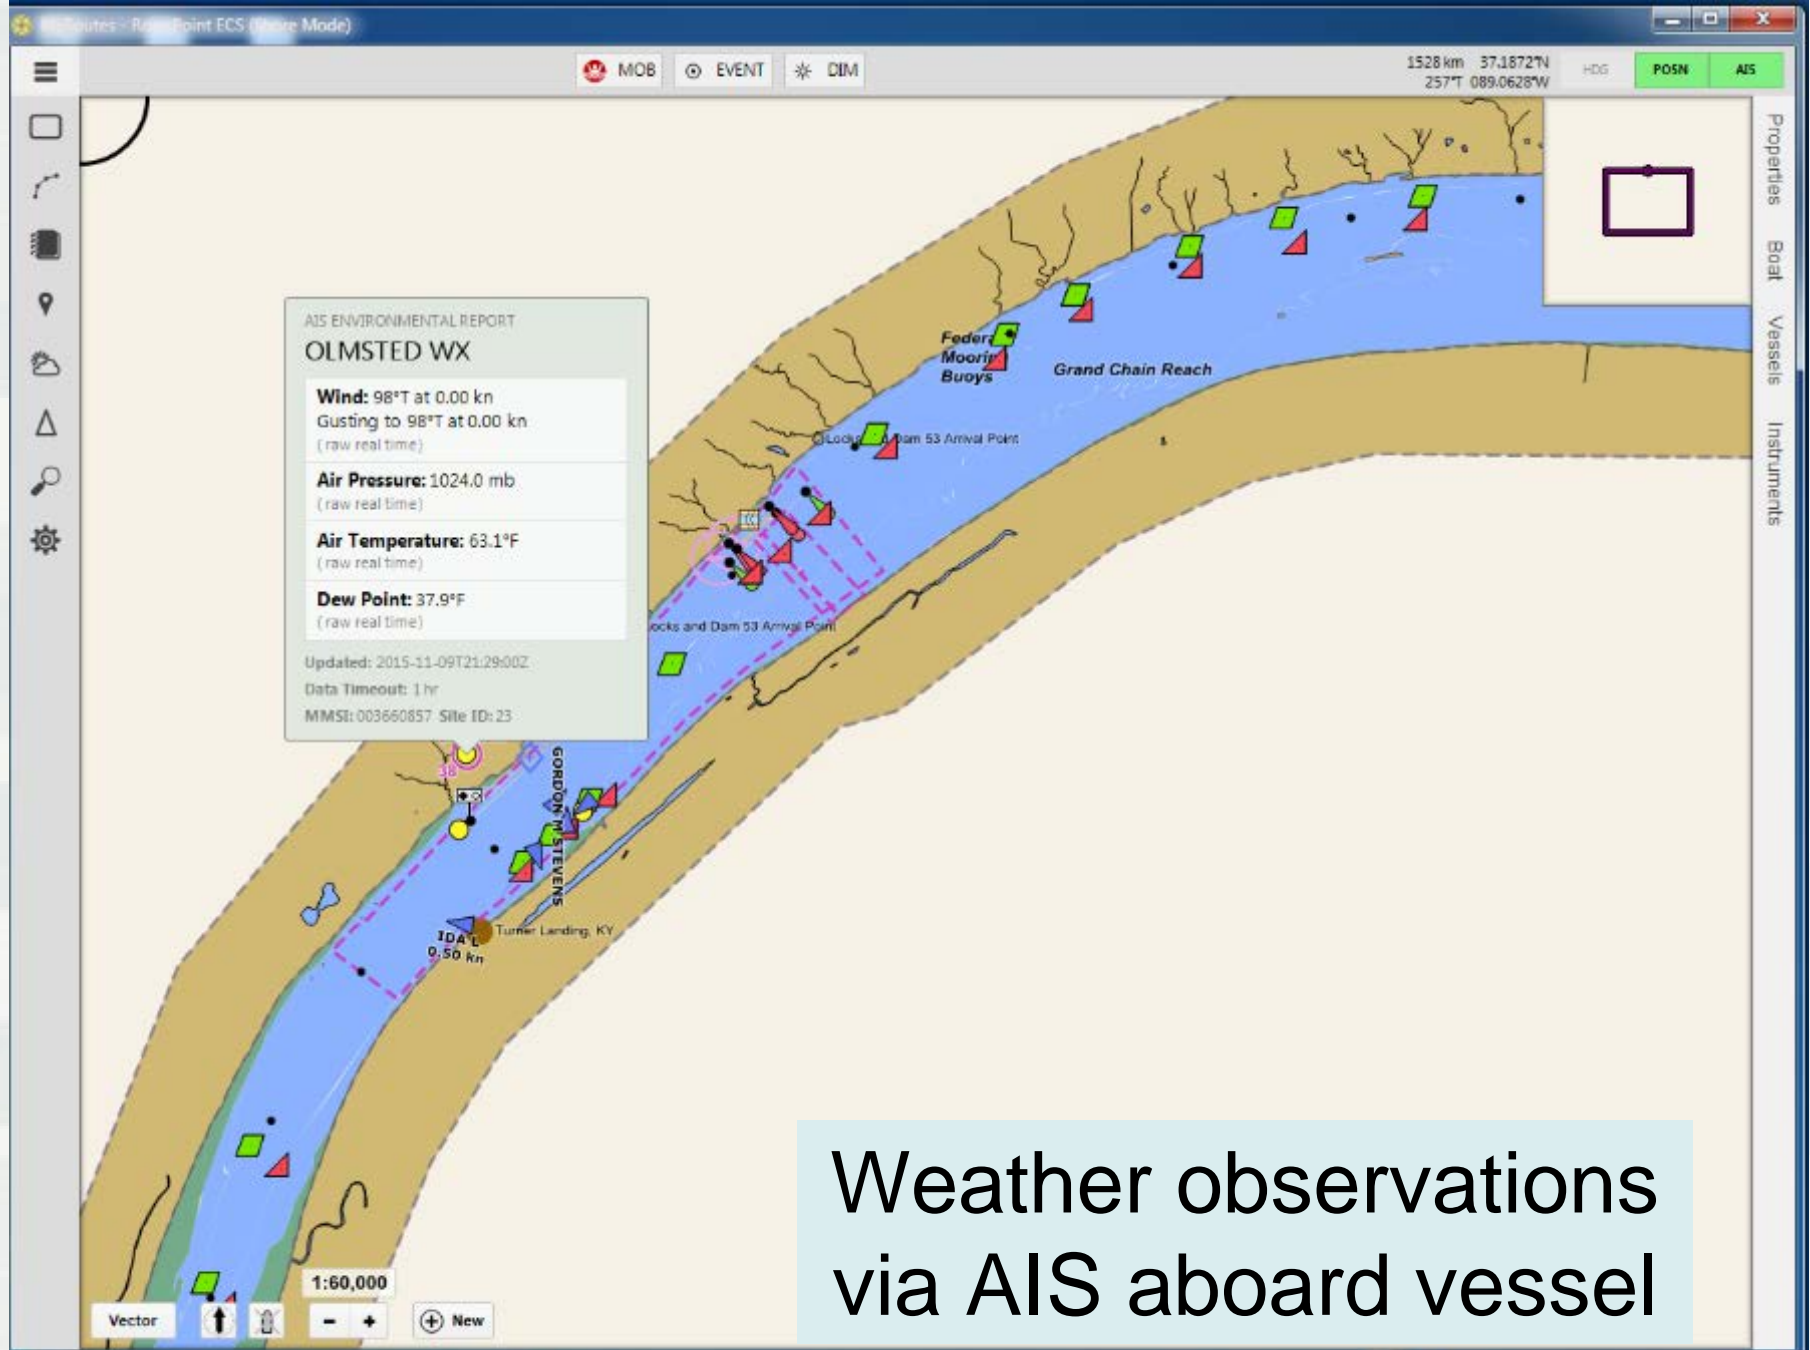 Point ECS
Mode)
MOB
EVENT
DIM
1528 km 37.1872°N
257°T 089.0628°W
HDG
POSN
AIS
Properties
Boat
Vessels
Instruments
AIS ENVIRONMENTAL REPORT
OLMSTED WX
Wind: 98°T at 0.00 kn
Gusting to 98°T at 0.00 kn
(raw real time)
Air Pressure: 1024.0 mb
(raw real time)
Air Temperature: 63.1°F
(raw real time)
Dew Point: 37.9°F
(raw real time)
Updated: 2015-11-09T21:29:00Z
Data Timeout: 1 hr
MMSI: 003660857 Site ID: 23
Buoys
Grand Chain Reach
Dam 53 Arrival Point
and Dam 53 Arrival Point
38
GORDON M STEVENS
IDA L
0.50 kn
Turner Landing, KY
1:60,000
Vector
- +
New
Weather observations
via AIS aboard vessel